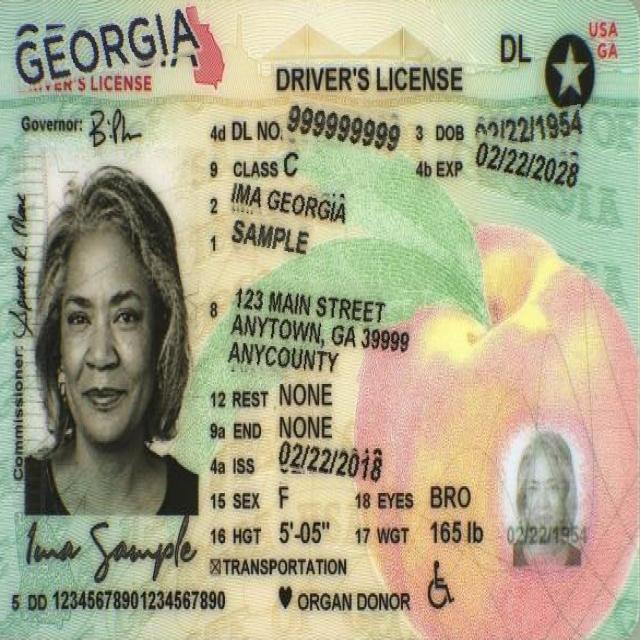 GEORGIA
DRIVER'S LICENSE
DRIVER'S LICENSE
DL
USA
GA
Governor:
4d DL NO. 999999999
3 DOB 02/22/1954
9 CLASS C
4b EXP 02/22/2028
2 IMA GEORGIA
1 SAMPLE
8 123 MAIN STREET
ANYTOWN, GA 39999
ANYCOUNTY
Commissioner:
12 REST NONE
9a END NONE
4a ISS 02/22/2018
15 SEX F
18 EYES BRO
16 HGT 5'-05"
17 WGT 165 lb
02/22/1954
Ima Sample
TRANSPORTATION
5 DD 12345678901234567890
ORGAN DONOR